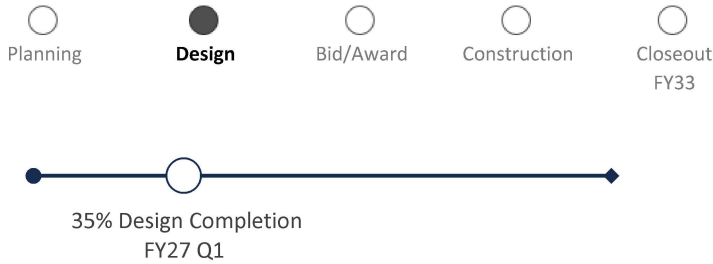 Planning
Design
Bid/Award
Construction
Closeout
FY33
35% Design Completion
FY27 Q1